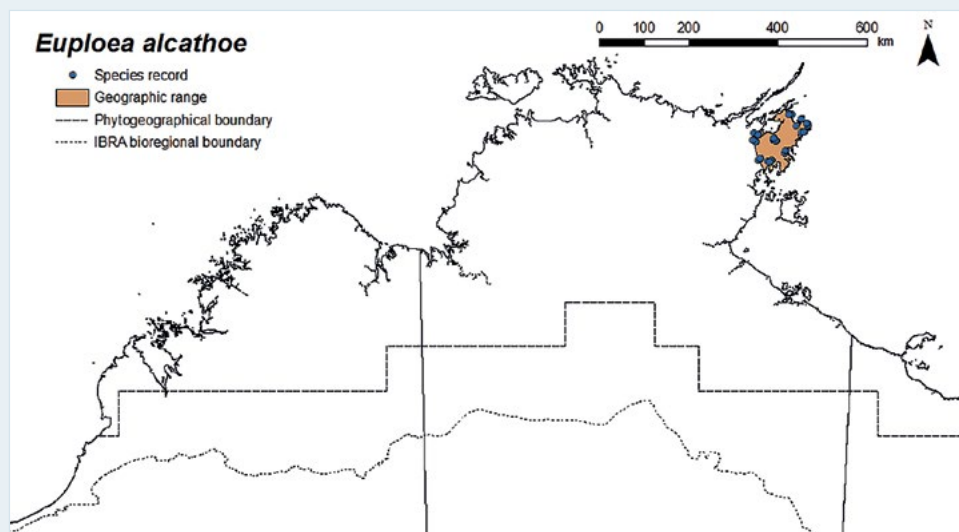 Euploea alcathoe
Species record
Geographic range
Phytogeographical boundary
IBRA bioregional boundary
0 100 200 400 600
km
N